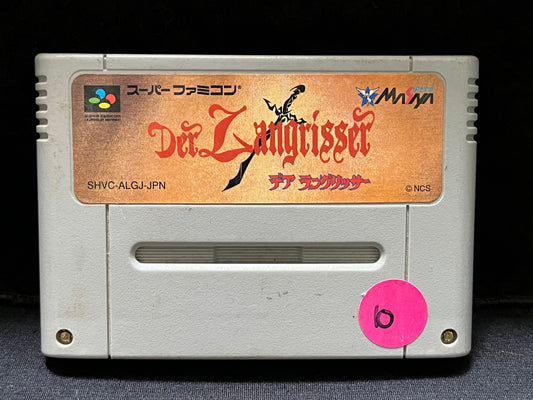 スーパーファミコン
MASAYA
Der Langrisser
デア ラングリッサー
SHVC-ALGJ-JPN
© NCS
6